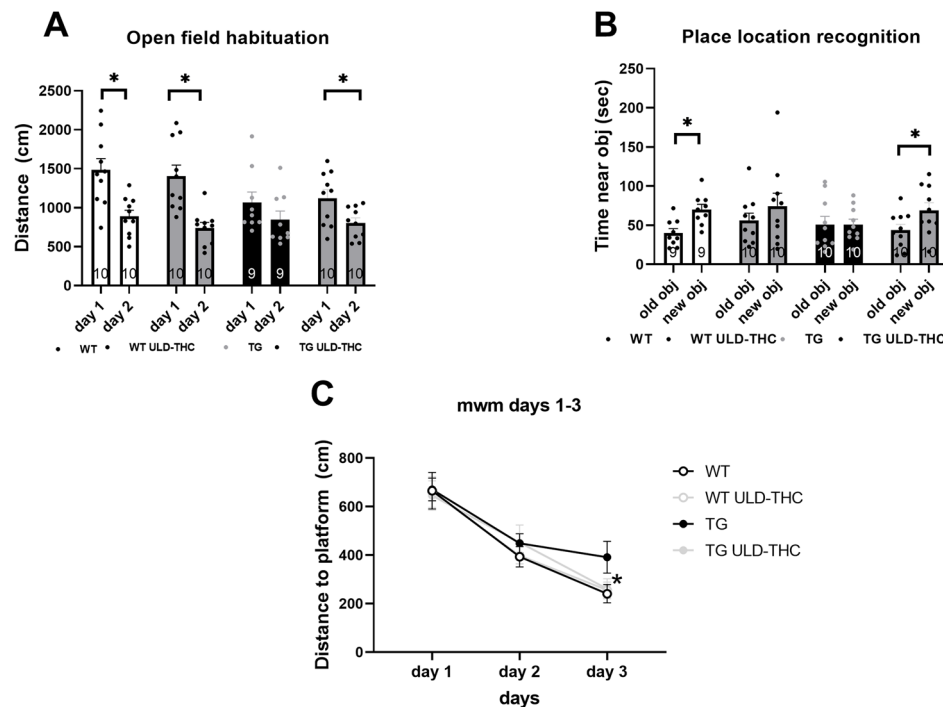 A
Open field habituation
Distance (cm)
2500
2000
1500
1000
500
0
*
*
*
10
10
10
10
9
9
10
10
day 1
day 2
day 1
day 2
day 1
day 2
day 1
day 2
WT
WT ULD-THC
TG
TG ULD-THC
B
Place location recognition
Time near obj (sec)
250
200
150
100
50
0
*
*
9
9
10
10
10
10
10
10
old obj
new obj
old obj
new obj
old obj
new obj
old obj
new obj
WT
WT ULD-THC
TG
TG ULD-THC
C
mwm days 1-3
Distance to platform (cm)
800
600
400
200
0
*
day 1
day 2
day 3
days
WT
WT ULD-THC
TG
TG ULD-THC